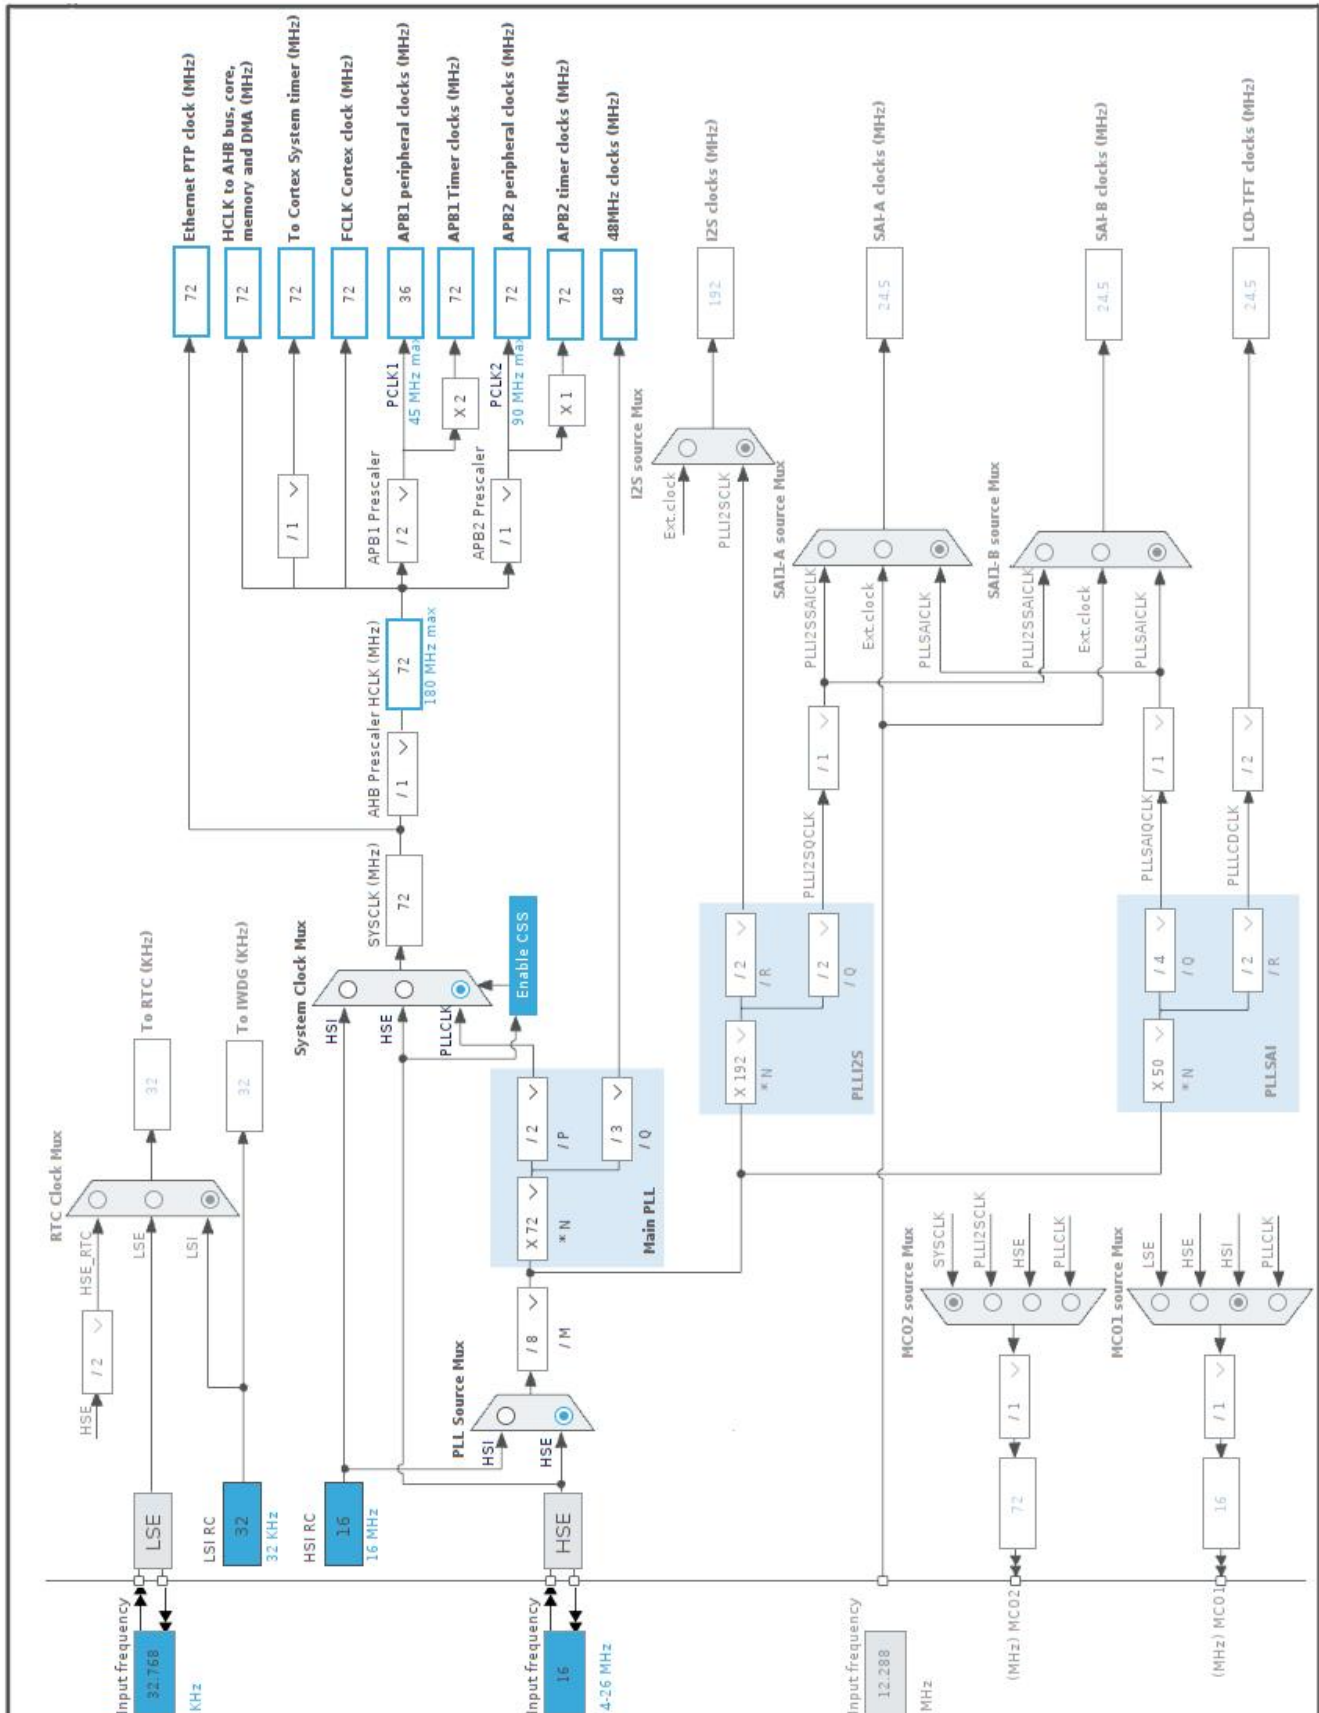 Input frequency
32.768
KHz
LSE
LSI RC
32
32 KHz
HSI RC
16
16 MHz
Input frequency
16
4-26 MHz
HSE
Input frequency
12.288
MHz
HSE
/ 2
HSE_RTC
LSE
LSI
RTC Clock Mux
32
To RTC (KHz)
32
To IWDG (KHz)
PLL Source Mux
HSI
HSE
/ 8
/ M
X 72
* N
/ 2
/ P
/ 3
/ Q
Main PLL
System Clock Mux
HSI
HSE
PLLCLK
Enable CSS
SYSCLK (MHz)
72
AHB Prescaler
/ 1
HCLK (MHz)
72
180 MHz max
/ 1
APB1 Prescaler
/ 2
APB2 Prescaler
/ 1
PCLK1
45 MHz max
X 2
PCLK2
90 MHz max
X 1
72
Ethernet PTP clock (MHz)
72
HCLK to AHB bus, core,
memory and DMA (MHz)
72
To Cortex System timer (MHz)
72
FCLK Cortex clock (MHz)
36
APB1 peripheral clocks (MHz)
72
APB1 Timer clocks (MHz)
72
APB2 peripheral clocks (MHz)
72
APB2 timer clocks (MHz)
48
48MHz clocks (MHz)
X 192
* N
/ 2
/ R
/ 2
/ Q
PLLI2S
PLLI2SQCLK
/ 1
I2S source Mux
Ext.clock
PLLI2SCLK
192
I2S clocks (MHz)
SAI1-A source Mux
PLLI2SSAICLK
Ext.clock
PLLSAICLK
24.5
SAI-A clocks (MHz)
SAI1-B source Mux
PLLI2SSAICLK
Ext.clock
PLLSAICLK
24.5
SAI-B clocks (MHz)
X 50
* N
/ 4
/ Q
/ 2
/ R
PLLSAI
PLLSAIQCLK
/ 1
PLLLCDCLK
/ 2
24.5
LCD-TFT clocks (MHz)
MCO2 source Mux
SYSCLK
PLLI2SCLK
HSE
PLLCLK
/ 1
72
(MHz) MCO2
MCO1 source Mux
LSE
HSE
HSI
PLLCLK
/ 1
16
(MHz) MCO1